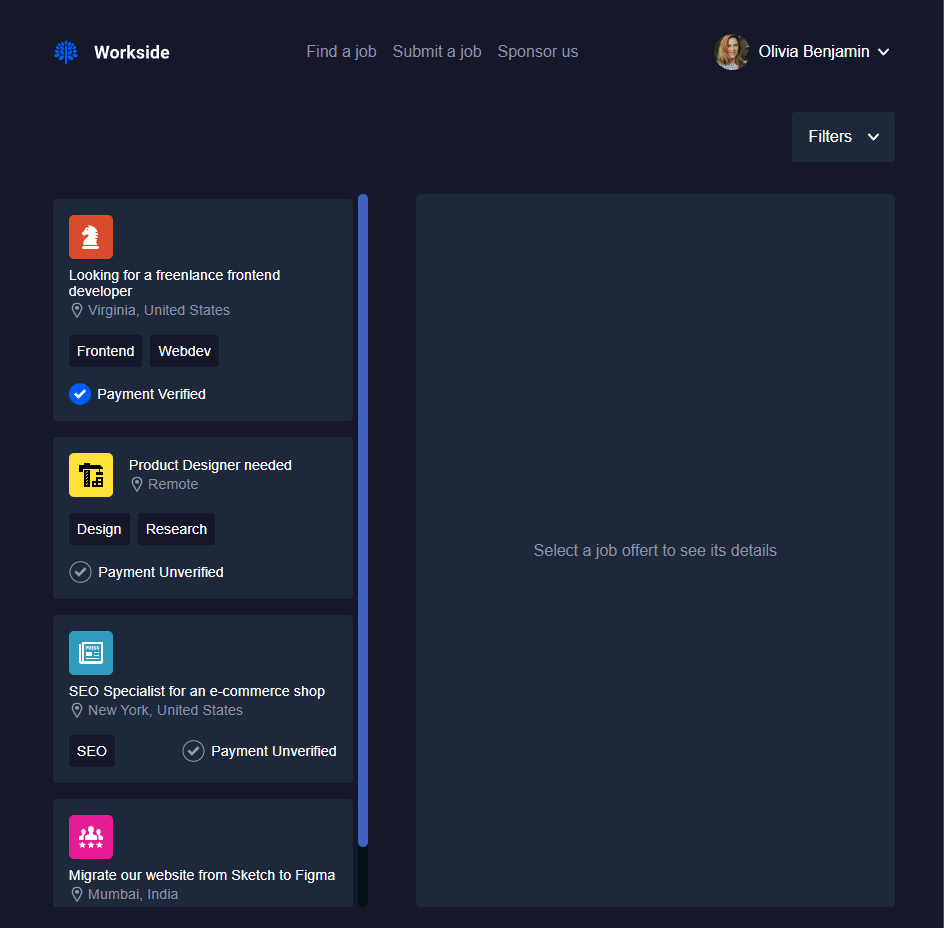 Workside
Find a job
Submit a job
Sponsor us
Olivia Benjamin
Filters
Looking for a freenlance frontend
developer
Virginia, United States
Frontend
Webdev
Payment Verified
Product Designer needed
Remote
Design
Research
Payment Unverified
PRESS
SEO Specialist for an e-commerce shop
New York, United States
SEO
Payment Unverified
Migrate our website from Sketch to Figma
Mumbai, India
Select a job offert to see its details